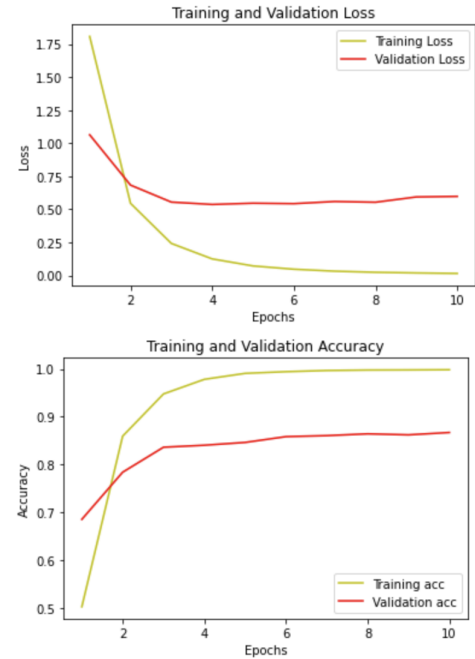 Training and Validation Loss
1.75
1.50
1.25
1.00
0.75
0.50
0.25
0.00
Loss
Training Loss
Validation Loss
2 4 6 8 10
Epochs
Training and Validation Accuracy
1.0
0.9
0.8
0.7
0.6
0.5
Accuracy
Training acc
Validation acc
2 4 6 8 10
Epochs